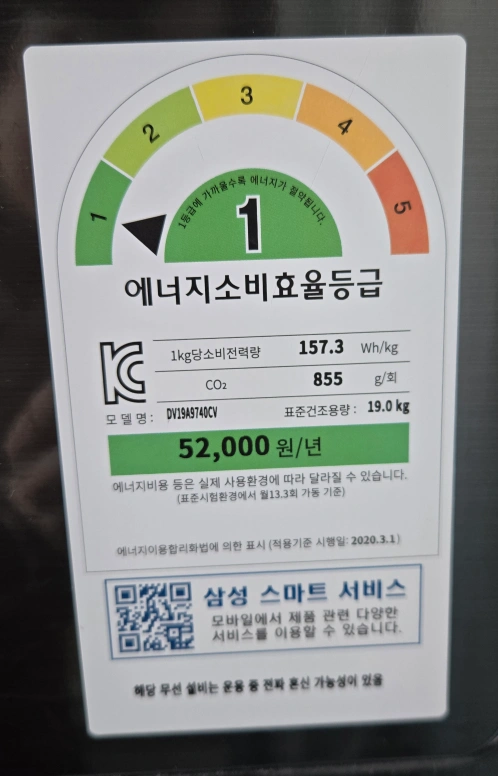 1 2 3 4 5
1등급에 가까울수록 에너지가 절약됩니다.
1
에너지소비효율등급
1kg당소비전력량 157.3 Wh/kg
CO₂ 855 g/회
모 델 명 : DV19A9740CV 표준건조용량 : 19.0 kg
52,000 원/년
에너지비용 등은 실제 사용환경에 따라 달라질 수 있습니다.
(표준시험환경에서 월13.3회 가동 기준)
에너지이용합리화법에 의한 표시 (적용기준 시행일: 2020.3.1)
삼성 스마트 서비스
모바일에서 제품 관련 다양한
서비스를 이용할 수 있습니다.
해당 무선 설비는 운용 중 전파 혼신 가능성이 있음